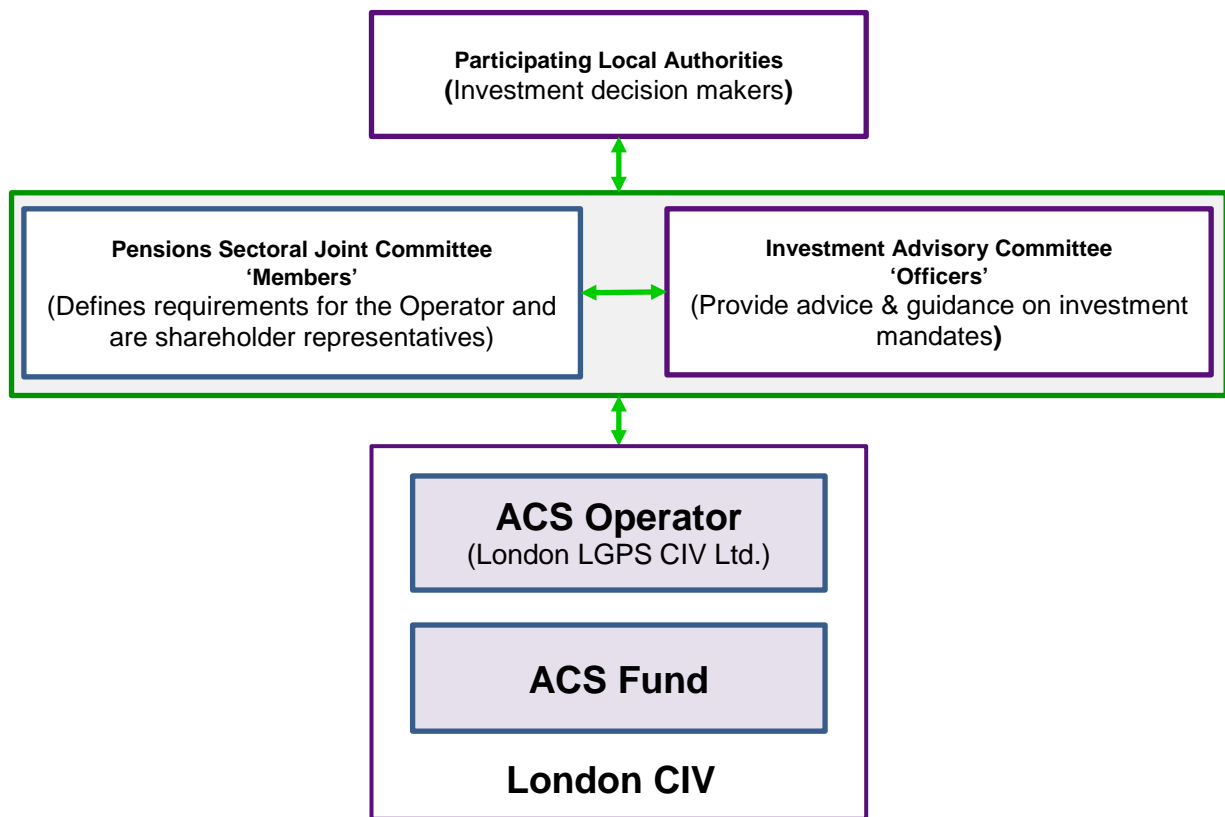 Participating Local Authorities
(Investment decision makers)
Pensions Sectoral Joint Committee
‘Members’
(Defines requirements for the Operator and
are shareholder representatives)
Investment Advisory Committee
‘Officers’
(Provide advice & guidance on investment
mandates)
ACS Operator
(London LGPS CIV Ltd.)
ACS Fund
London CIV